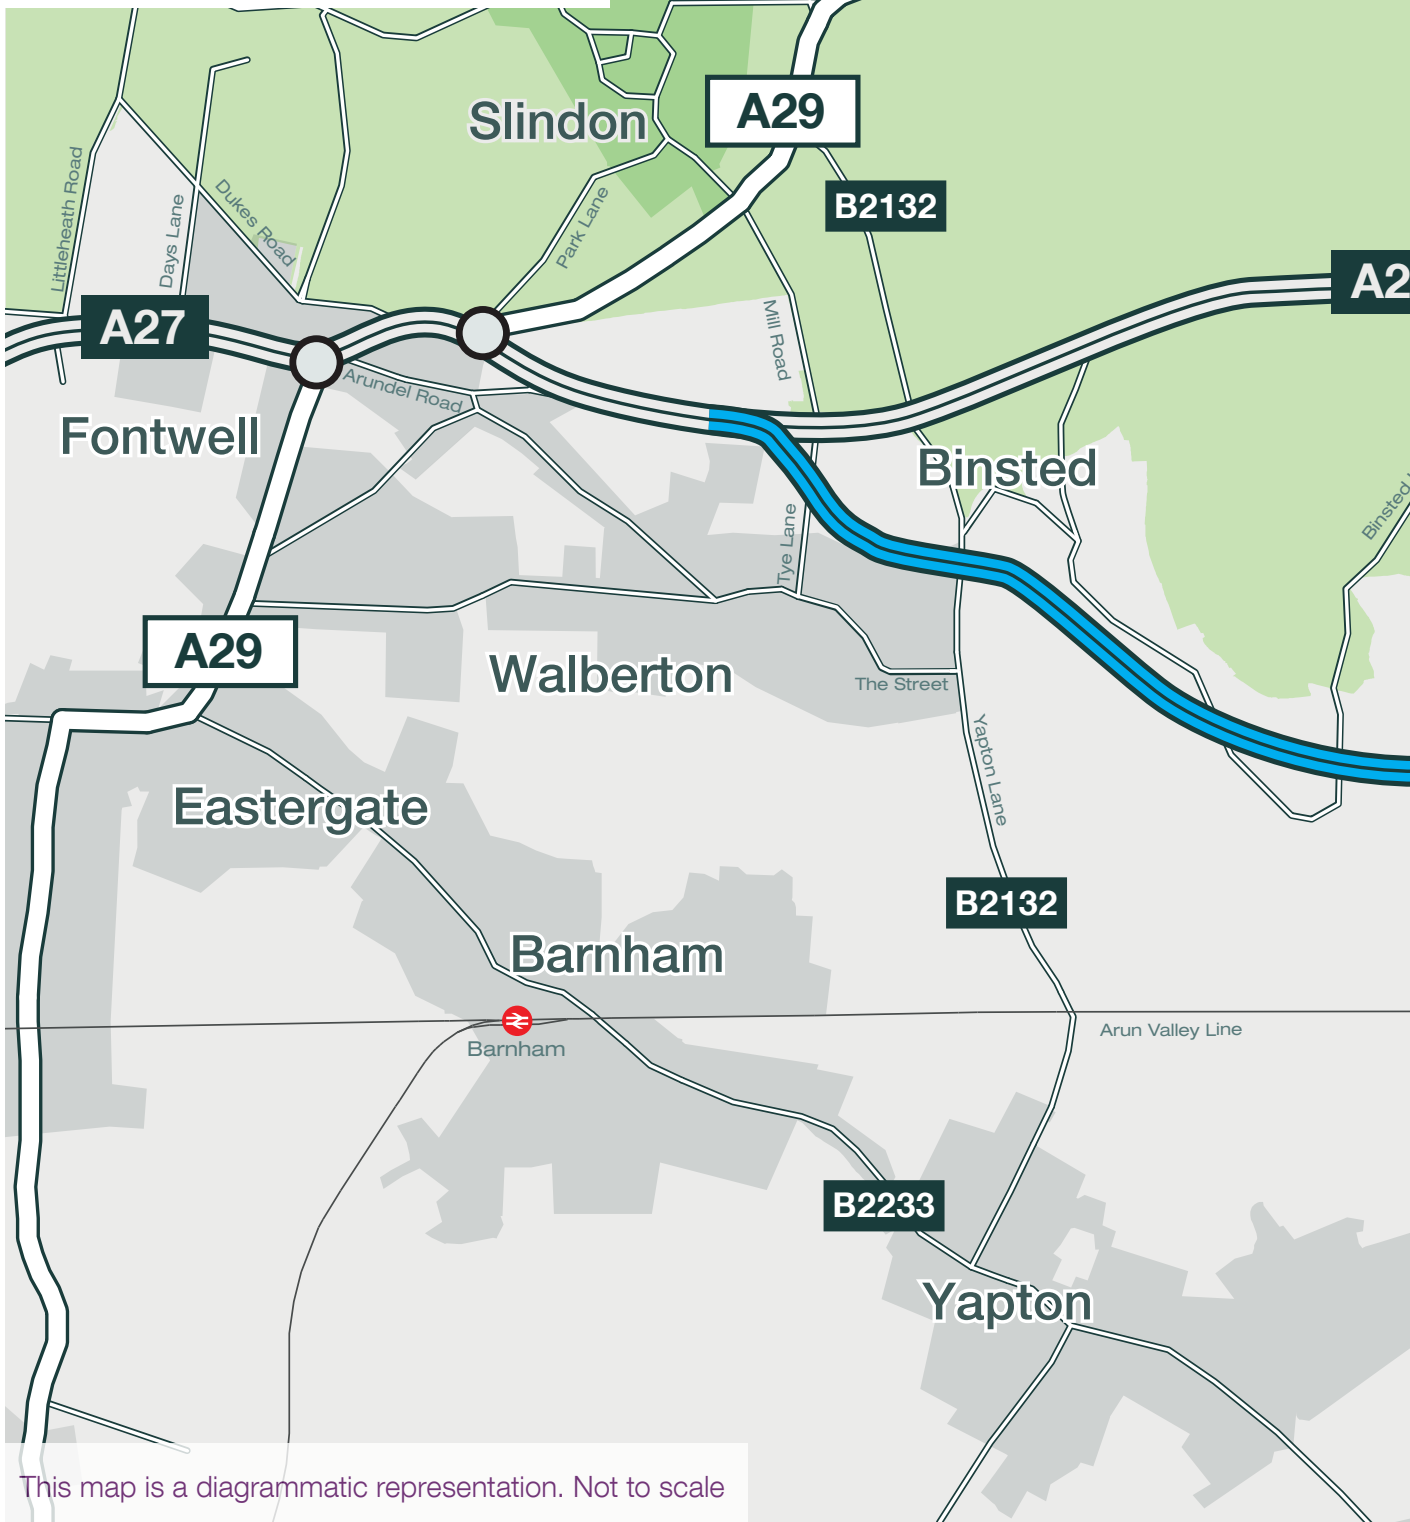 Slindon
A29
B2132
Littleheath Road
Days Lane
Dukes Road
Park Lane
A27
A2
Mill Road
Arundel Road
Fontwell
Binsted
Binsted
Tye Lane
A29
Walberton
The Street
Yapton Lane
Eastergate
B2132
Barnham
Barnham
Arun Valley Line
B2233
Yapton
This map is a diagrammatic representation. Not to scale